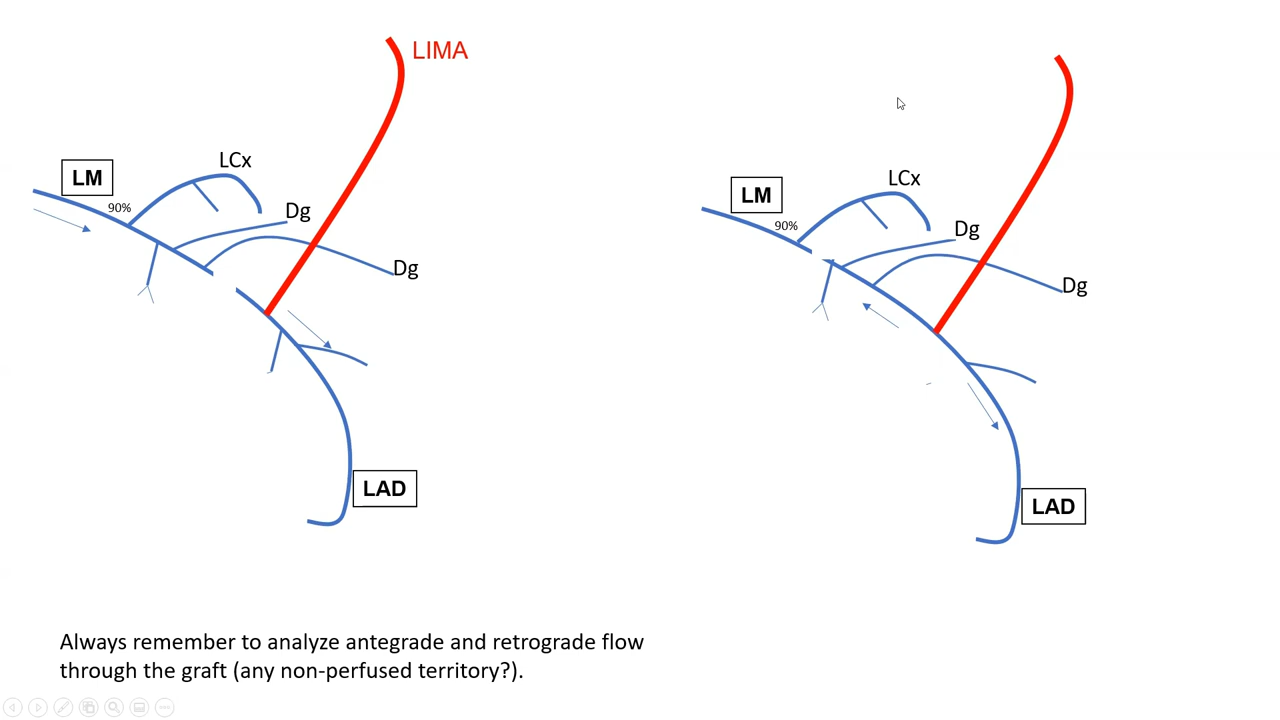 LIMA
LM
90%
LCx
Dg
Dg
LAD
LM
90%
LCx
Dg
Dg
LAD
Always remember to analyze antegrade and retrograde flow
through the graft (any non-perfused territory?).